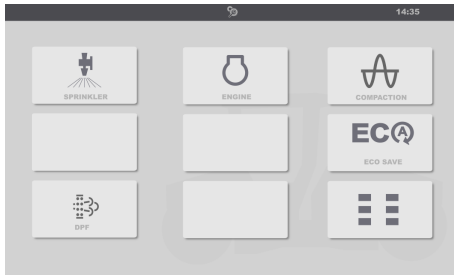 14:35
SPRINKLER
ENGINE
COMPACTION
ECO A
ECO SAVE
DPF